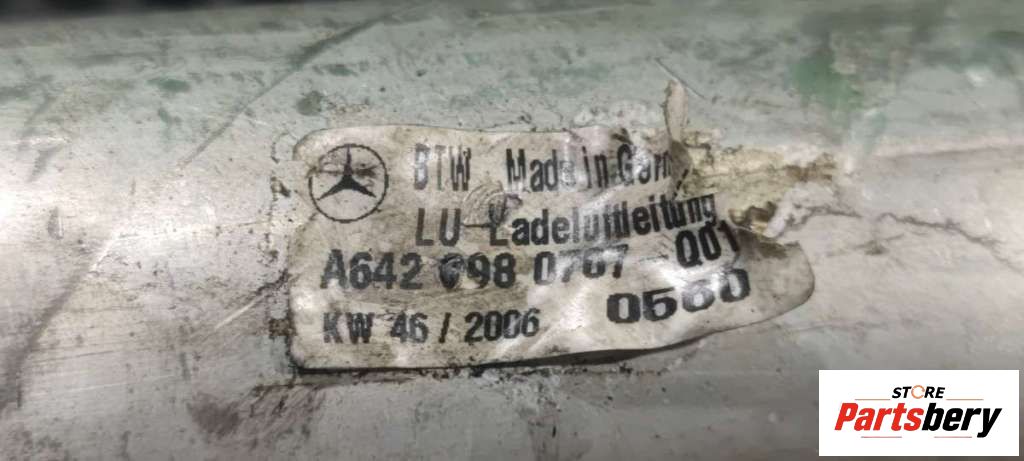 BTW Made in Germ
LU-Ladeluftleitung
A642 098 0767 Q01
KW 46 / 2006 0560
STORE
Partsbery